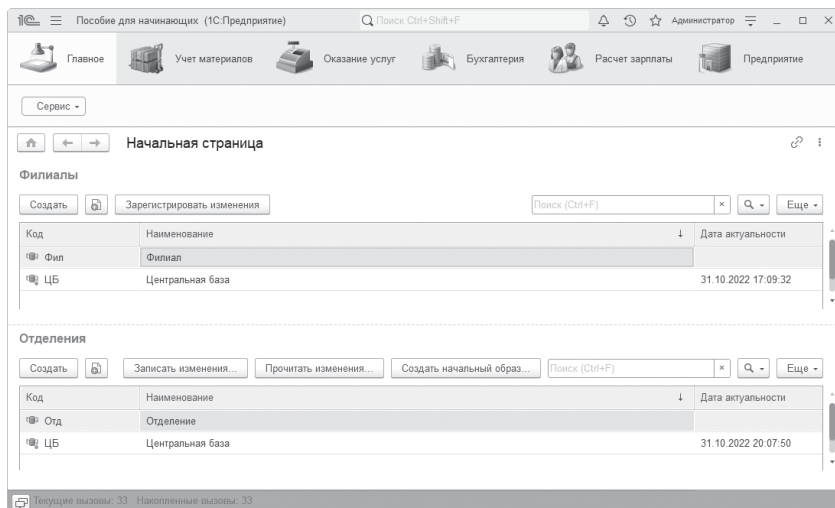 1С Пособие для начинающих (1С:Предприятие) Поиск Ctrl+Shift+F Администратор
Главное Учет материалов Оказание услуг Бухгалтерия Расчет зарплаты Предприятие
Сервис
Начальная страница
Филиалы
Создать Зарегистрировать изменения Поиск (Ctrl+F) × Еще
Код Наименование ↓ Дата актуальности
Фил Филиал
ЦБ Центральная база 31.10.2022 17:09:32
Отделения
Создать Записать изменения... Прочитать изменения... Создать начальный образ... Поиск (Ctrl+F) × Еще
Код Наименование ↓ Дата актуальности
Отд Отделение
ЦБ Центральная база 31.10.2022 20:07:50
Текущие вызовы: 33 Накопленные вызовы: 33